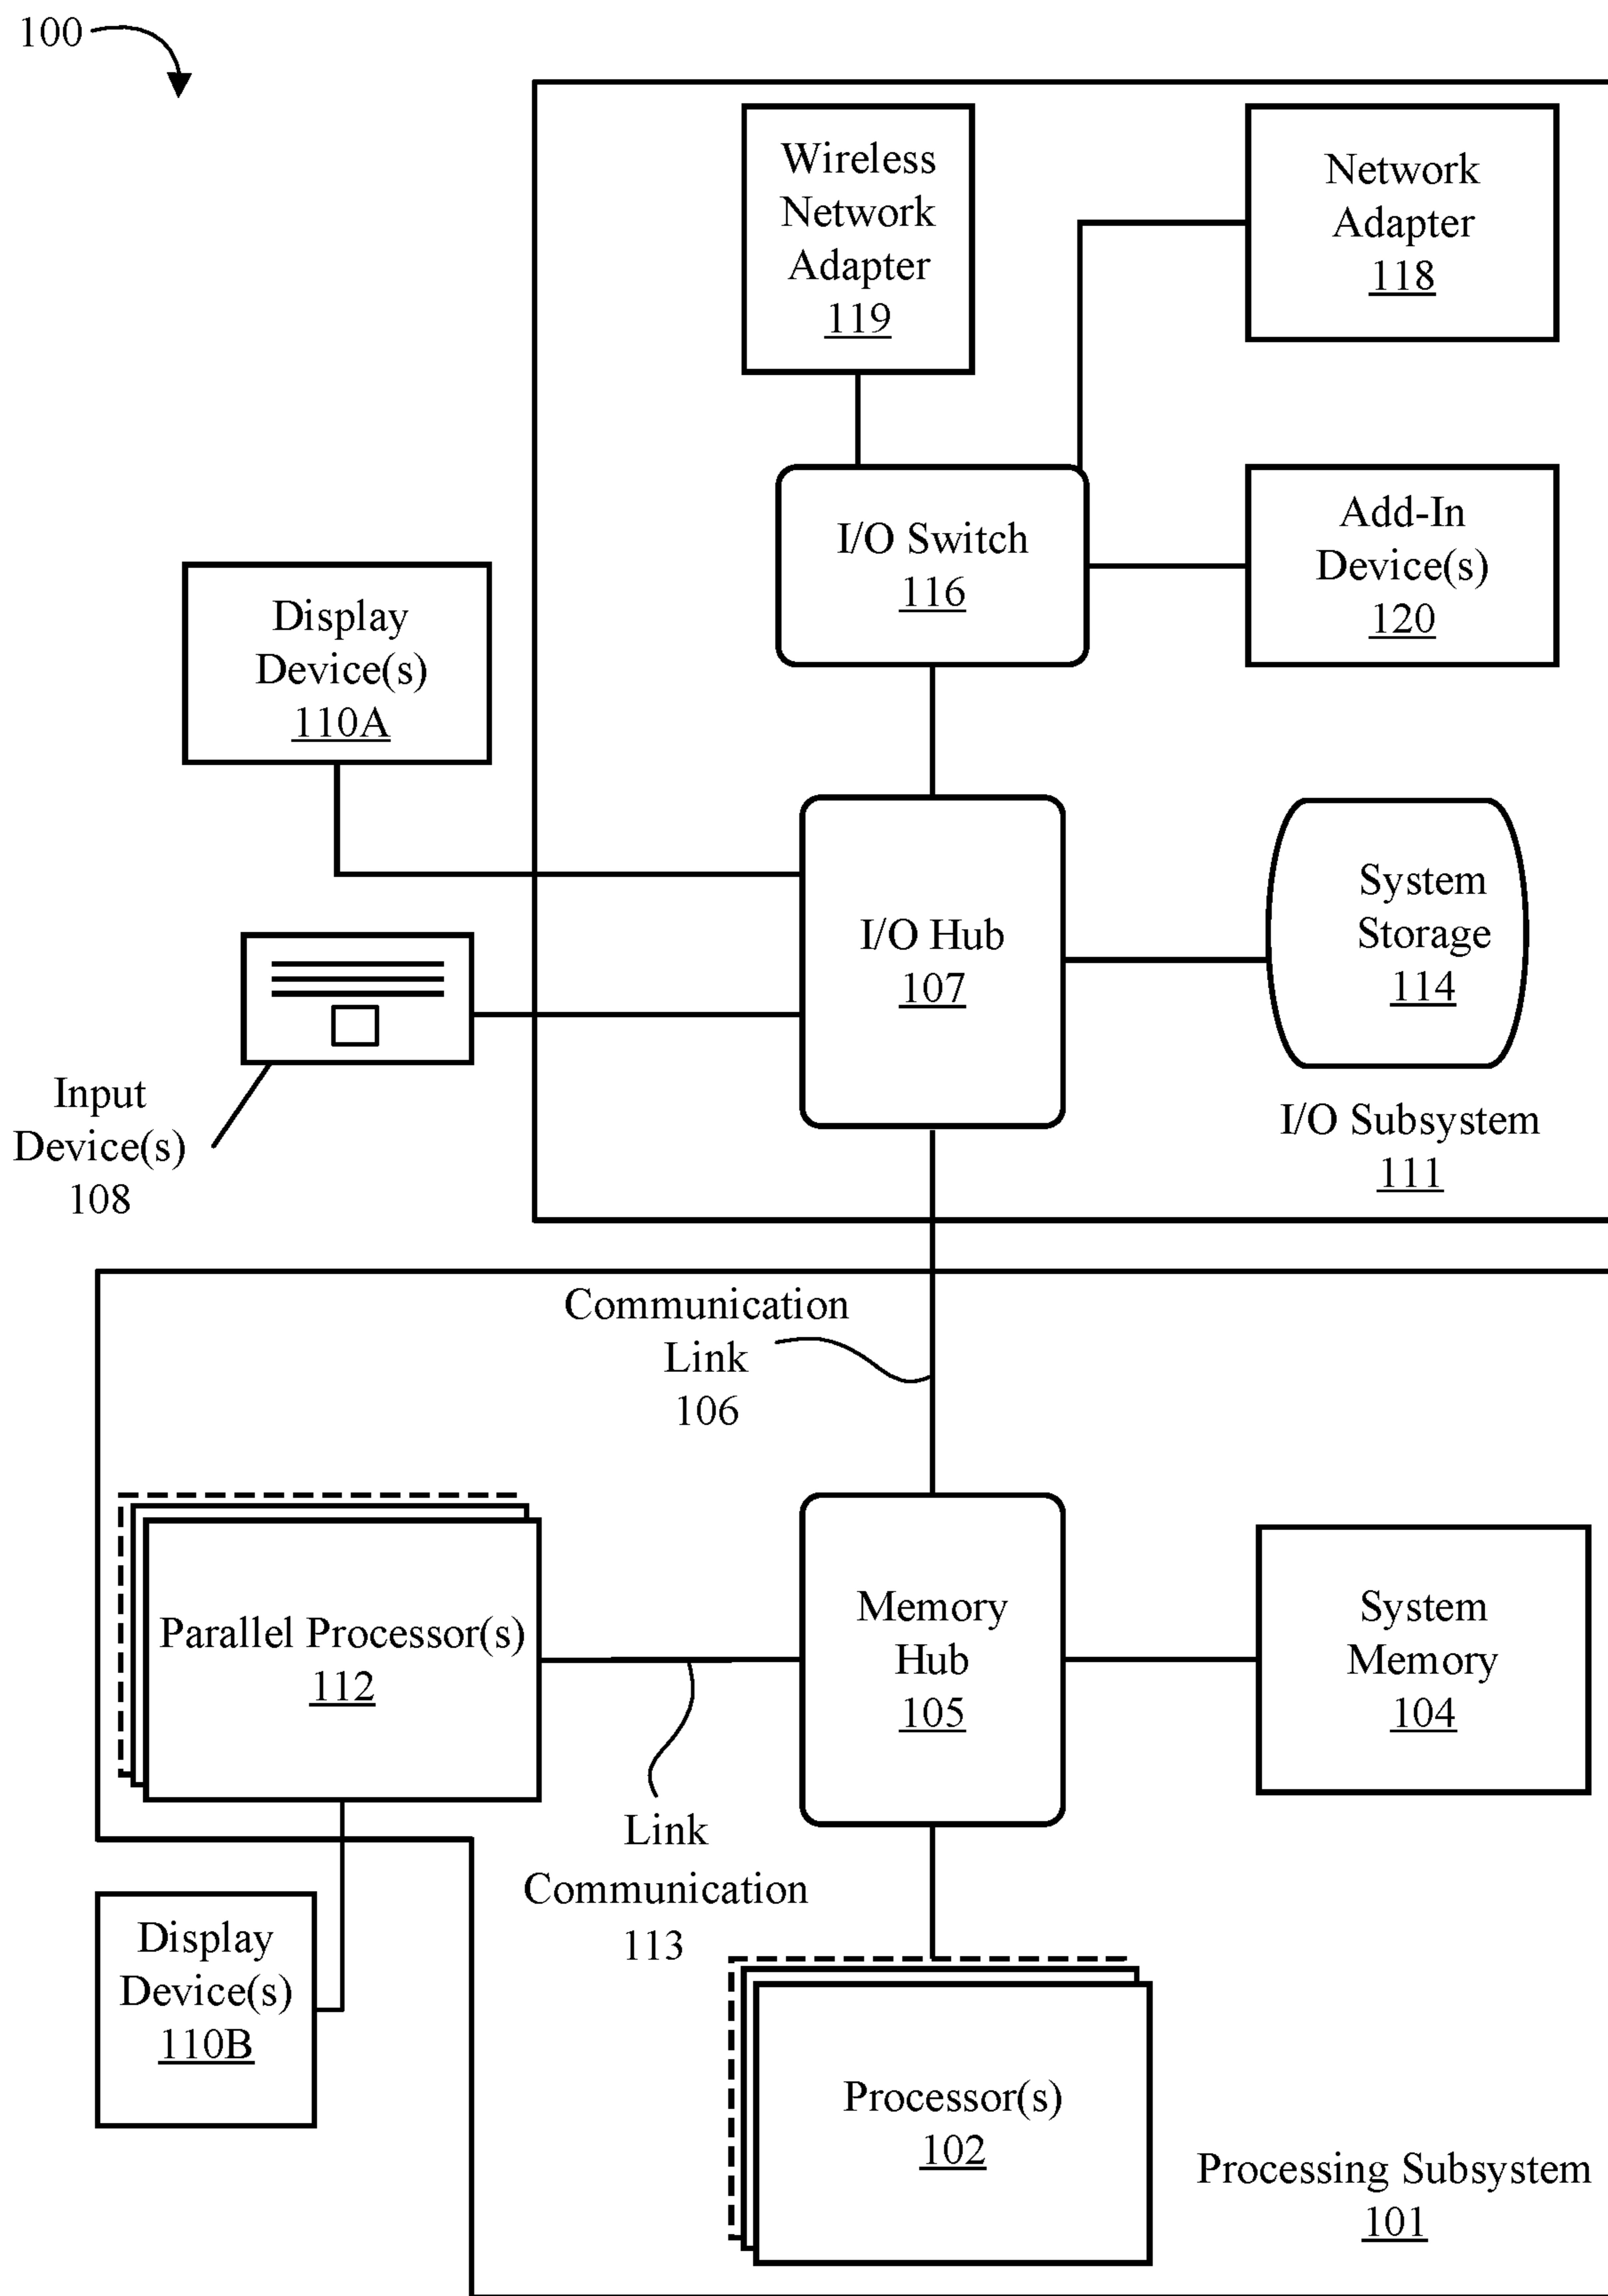 100
Wireless
Network
Adapter
119
Network
Adapter
118
I/O Switch
116
Add-In
Device(s)
120
Display
Device(s)
110A
I/O Hub
107
System
Storage
114
Input
Device(s)
108
I/O Subsystem
111
Communication
Link
106
Parallel Processor(s)
112
Memory
Hub
105
System
Memory
104
Link
Communication
113
Display
Device(s)
110B
Processor(s)
102
Processing Subsystem
101